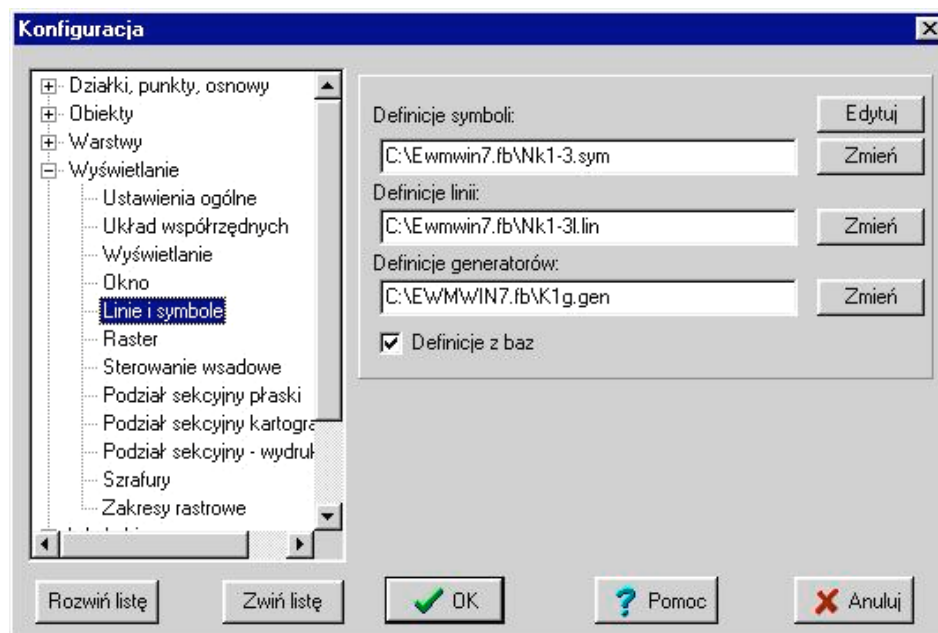 Konfiguracja
Działki, punkty, osnowy
Obiekty
Warstwy
Wyświetlanie
Ustawienia ogólne
Układ współrzędnych
Wyświetlanie
Okno
Linie i symbole
Raster
Sterowanie wsadowe
Podział sekcyjny płaski
Podział sekcyjny kartogra
Podział sekcyjny - wydruk
Szrafury
Zakresy rastrowe
Definicje symboli:
Edytuj
C:\Ewmwin7.fb\Nk1-3.sym
Zmień
Definicje linii:
C:\Ewmwin7.fb\Nk1-3l.lin
Zmień
Definicje generatorów:
C:\EWMWIN7.fb\K1g.gen
Zmień
Definicje z baz
Rozwiń listę
Zwiń listę
OK
Pomoc
Anuluj